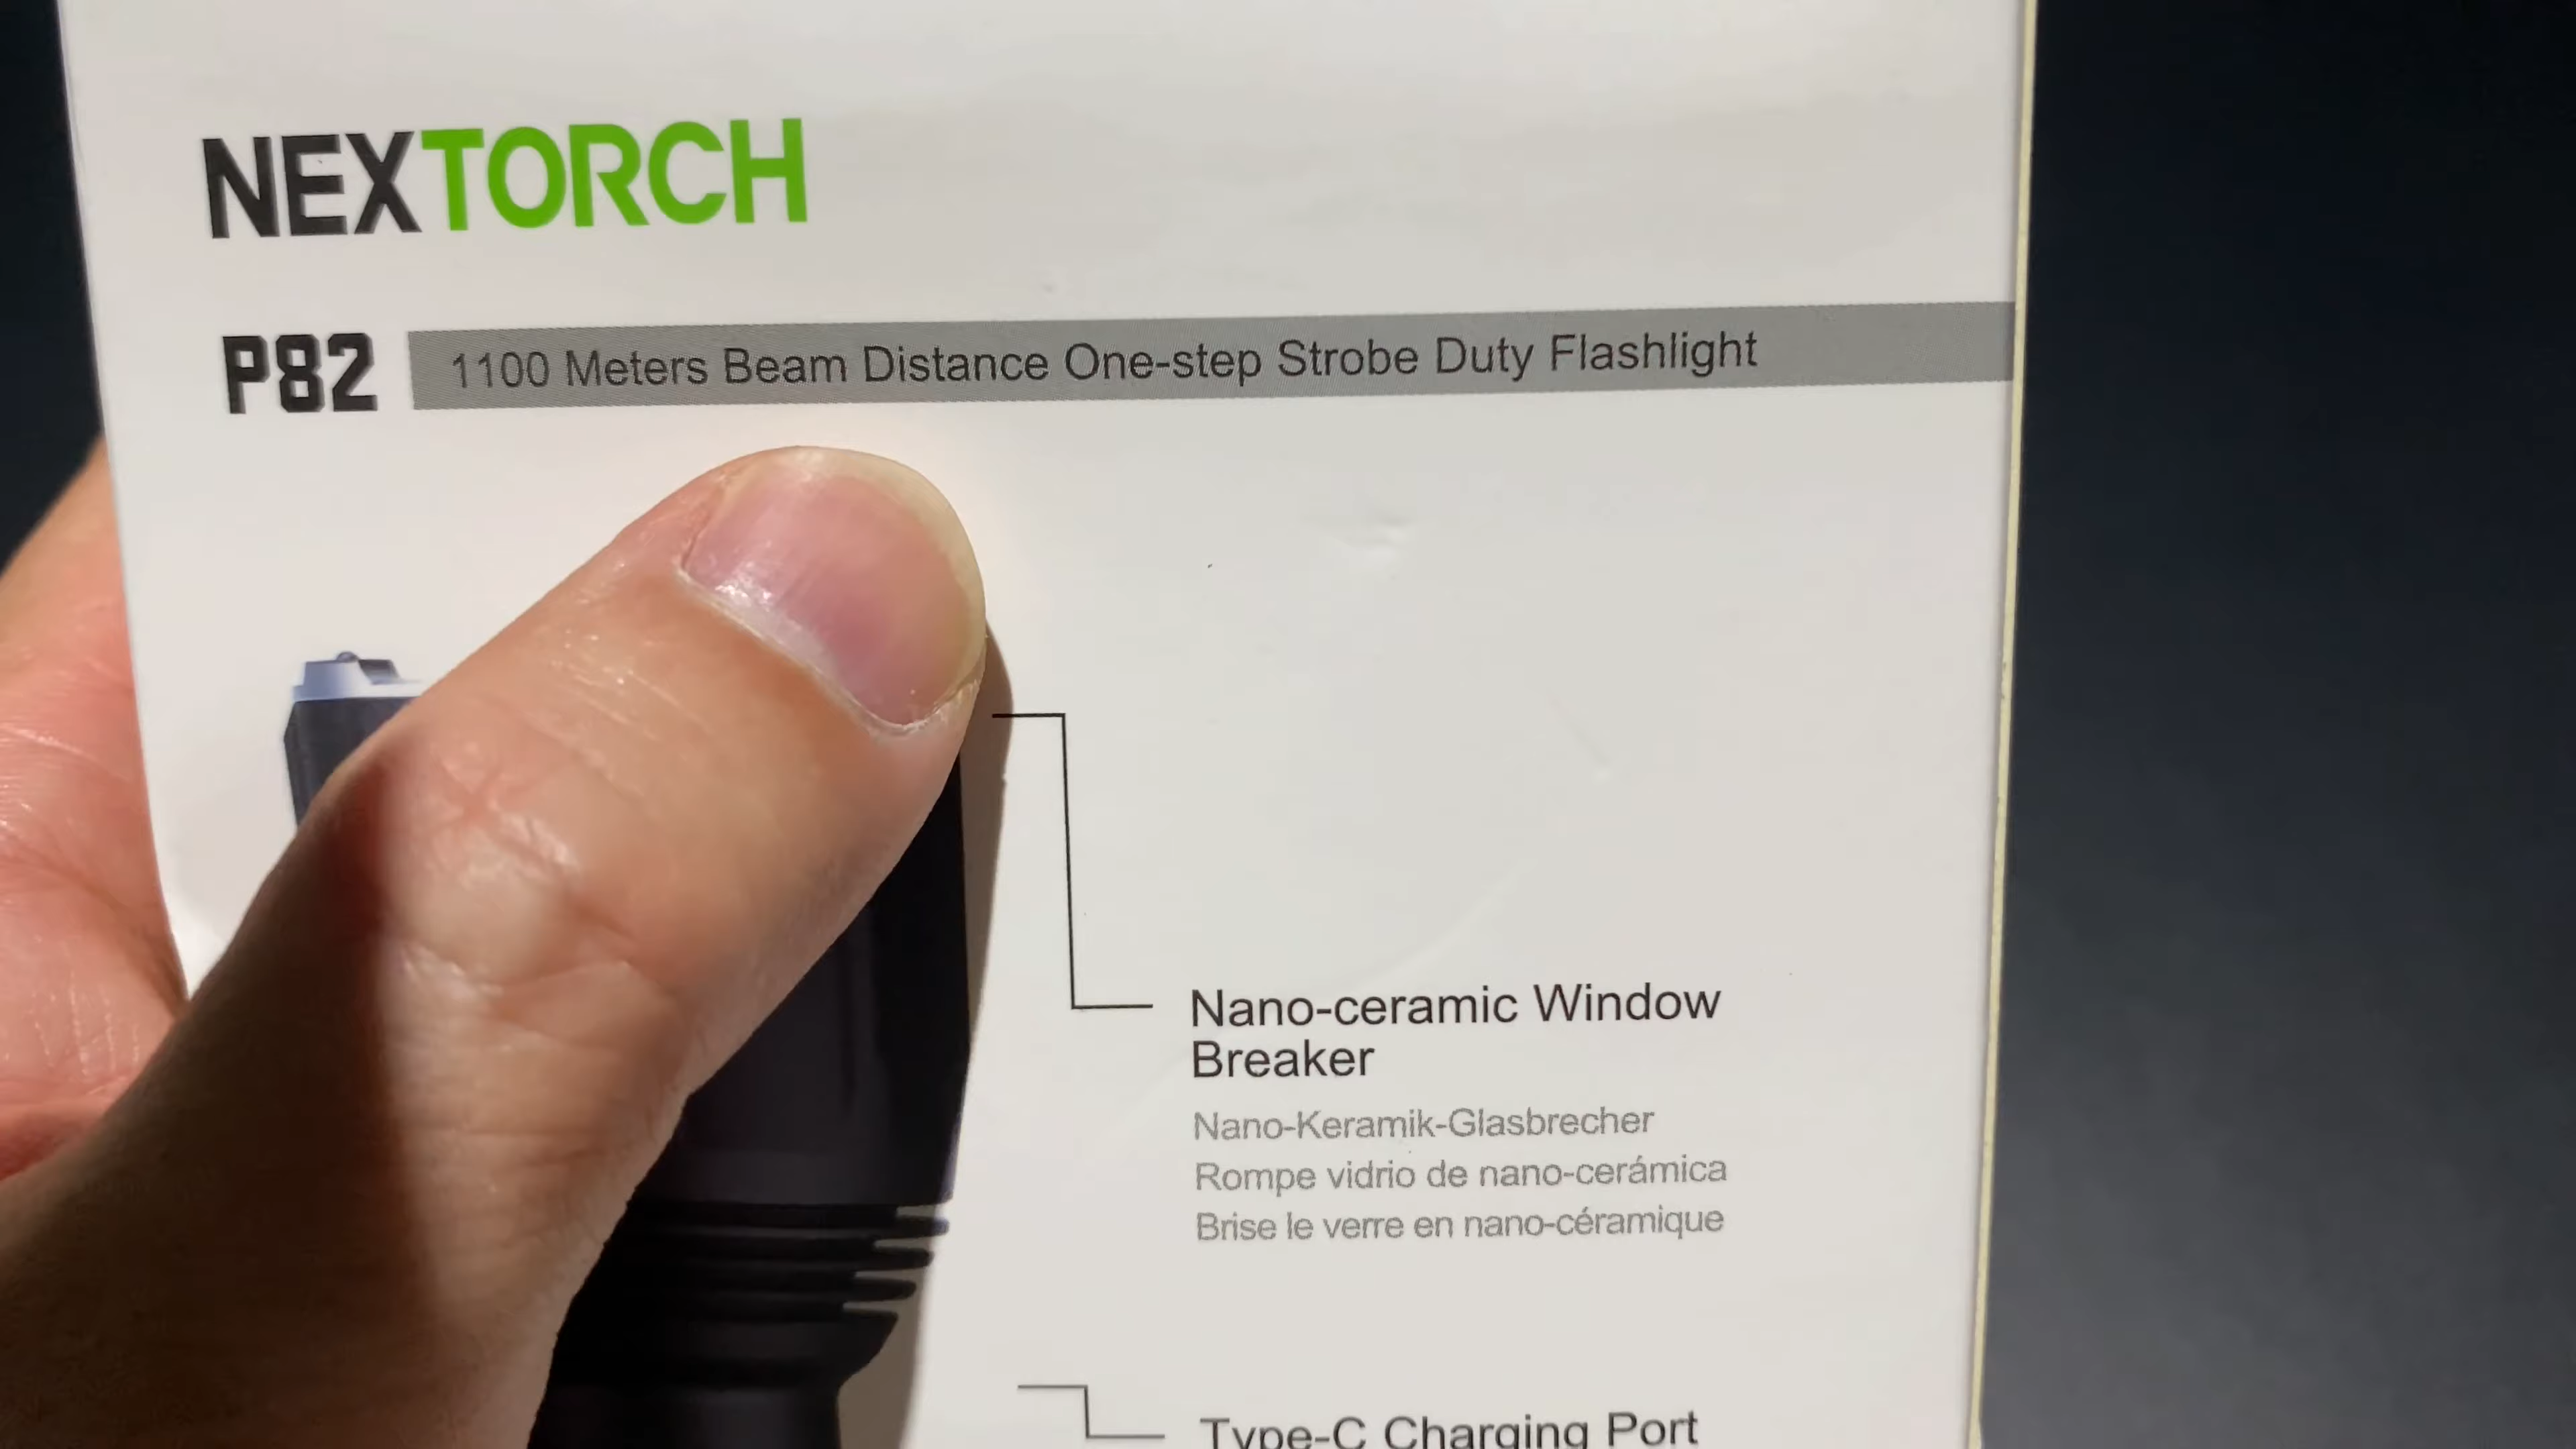 NEXTORCH
P82 1100 Meters Beam Distance One-step Strobe Duty Flashlight
Nano-ceramic Window
Breaker
Nano-Keramik-Glasbrecher
Rompe vidrio de nano-cerámica
Brise le verre en nano-céramique
Type-C Charging Port